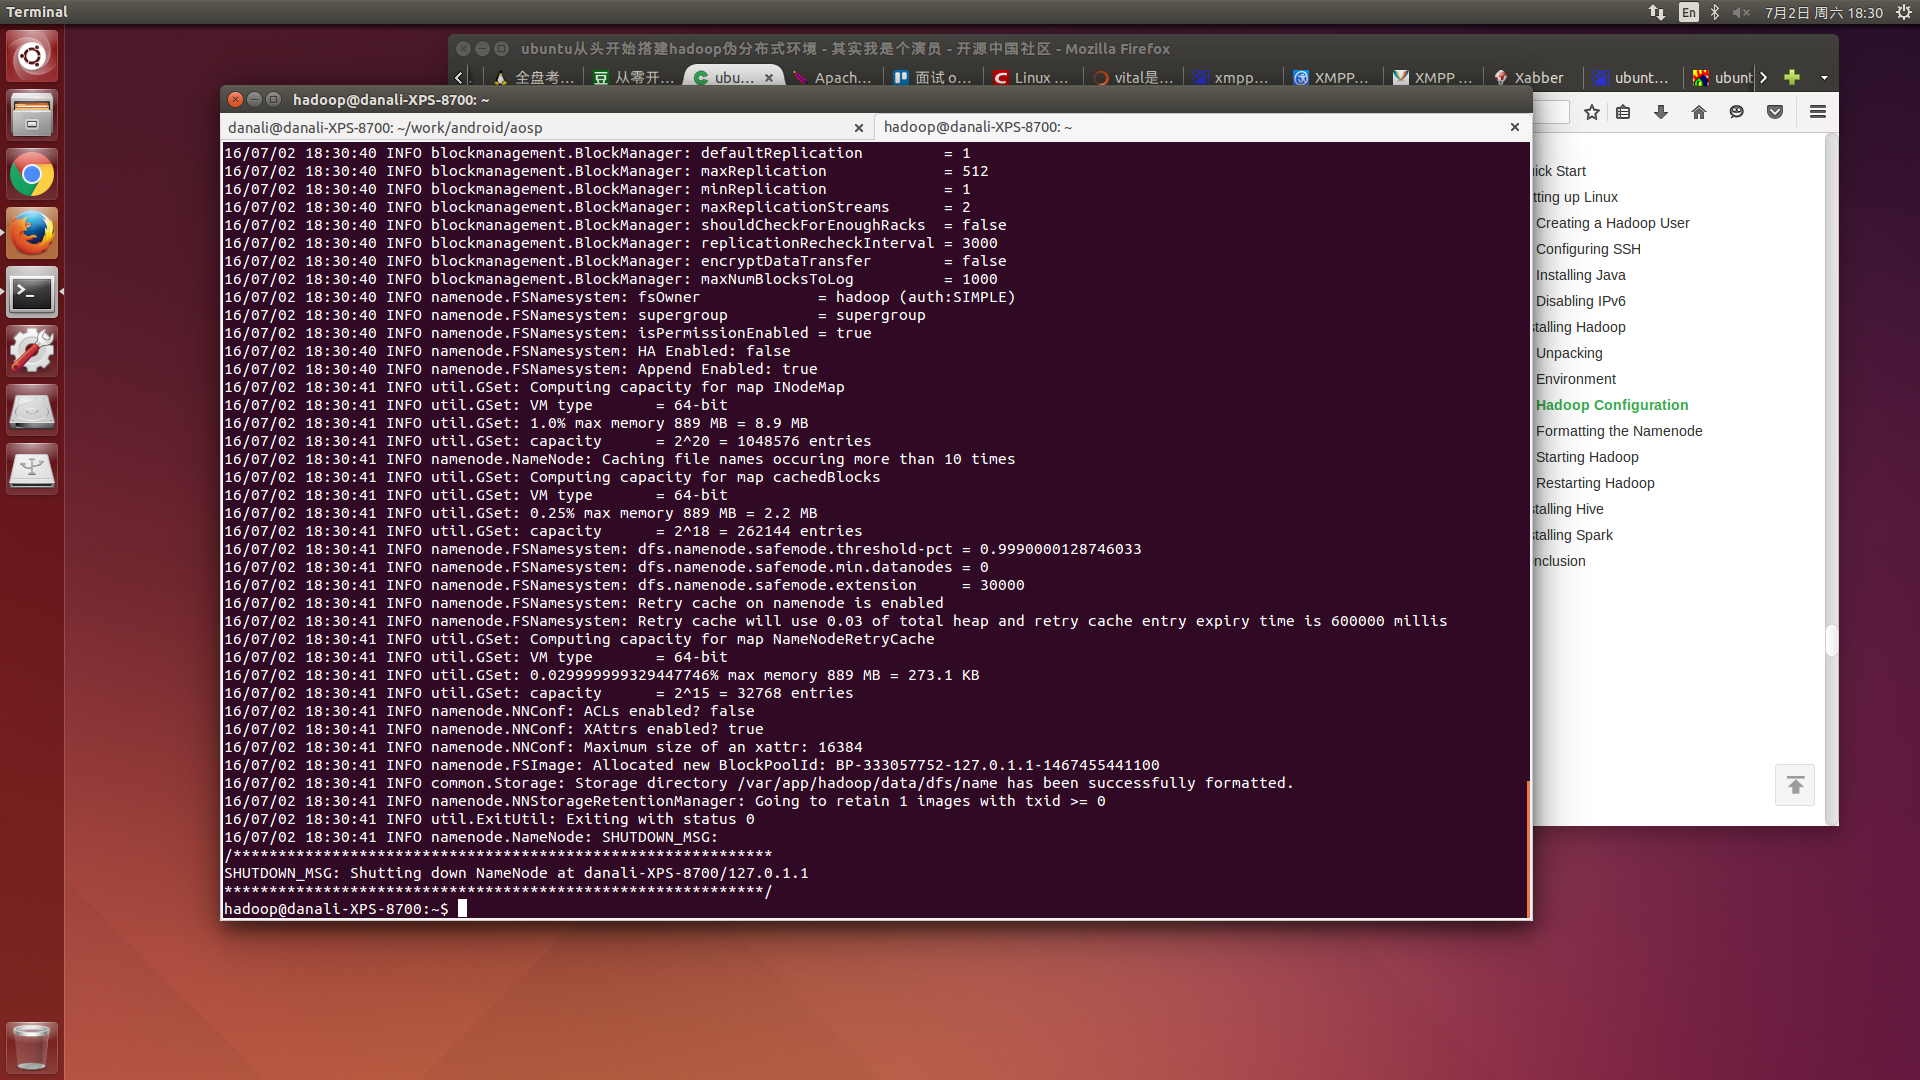 Terminal
En
7月2日 周六 18:30
ubuntu从头开始搭建hadoop伪分布式环境 - 其实我是个演员 - 开源中国社区 - Mozilla Firefox
全盘考...
从零开...
ubu...
Apach...
面试 o...
Linux ...
vital是...
xmpp...
XMPP...
XMPP ...
Xabber
ubunt...
ubunt
hadoop@danali-XPS-8700: ~
danali@danali-XPS-8700: ~/work/android/aosp
hadoop@danali-XPS-8700: ~
16/07/02 18:30:40 INFO blockmanagement.BlockManager: defaultReplication         = 1
16/07/02 18:30:40 INFO blockmanagement.BlockManager: maxReplication             = 512
16/07/02 18:30:40 INFO blockmanagement.BlockManager: minReplication             = 1
16/07/02 18:30:40 INFO blockmanagement.BlockManager: maxReplicationStreams      = 2
16/07/02 18:30:40 INFO blockmanagement.BlockManager: shouldCheckForEnoughRacks  = false
16/07/02 18:30:40 INFO blockmanagement.BlockManager: replicationRecheckInterval = 3000
16/07/02 18:30:40 INFO blockmanagement.BlockManager: encryptDataTransfer        = false
16/07/02 18:30:40 INFO blockmanagement.BlockManager: maxNumBlocksToLog          = 1000
16/07/02 18:30:40 INFO namenode.FSNamesystem: fsOwner             = hadoop (auth:SIMPLE)
16/07/02 18:30:40 INFO namenode.FSNamesystem: supergroup          = supergroup
16/07/02 18:30:40 INFO namenode.FSNamesystem: isPermissionEnabled = true
16/07/02 18:30:40 INFO namenode.FSNamesystem: HA Enabled: false
16/07/02 18:30:40 INFO namenode.FSNamesystem: Append Enabled: true
16/07/02 18:30:41 INFO util.GSet: Computing capacity for map INodeMap
16/07/02 18:30:41 INFO util.GSet: VM type       = 64-bit
16/07/02 18:30:41 INFO util.GSet: 1.0% max memory 889 MB = 8.9 MB
16/07/02 18:30:41 INFO util.GSet: capacity      = 2^20 = 1048576 entries
16/07/02 18:30:41 INFO namenode.NameNode: Caching file names occuring more than 10 times
16/07/02 18:30:41 INFO util.GSet: Computing capacity for map cachedBlocks
16/07/02 18:30:41 INFO util.GSet: VM type       = 64-bit
16/07/02 18:30:41 INFO util.GSet: 0.25% max memory 889 MB = 2.2 MB
16/07/02 18:30:41 INFO util.GSet: capacity      = 2^18 = 262144 entries
16/07/02 18:30:41 INFO namenode.FSNamesystem: dfs.namenode.safemode.threshold-pct = 0.9990000128746033
16/07/02 18:30:41 INFO namenode.FSNamesystem: dfs.namenode.safemode.min.datanodes = 0
16/07/02 18:30:41 INFO namenode.FSNamesystem: dfs.namenode.safemode.extension     = 30000
16/07/02 18:30:41 INFO namenode.FSNamesystem: Retry cache on namenode is enabled
16/07/02 18:30:41 INFO namenode.FSNamesystem: Retry cache will use 0.03 of total heap and retry cache entry expiry time is 600000 millis
16/07/02 18:30:41 INFO util.GSet: Computing capacity for map NameNodeRetryCache
16/07/02 18:30:41 INFO util.GSet: VM type       = 64-bit
16/07/02 18:30:41 INFO util.GSet: 0.029999999329447746% max memory 889 MB = 273.1 KB
16/07/02 18:30:41 INFO util.GSet: capacity      = 2^15 = 32768 entries
16/07/02 18:30:41 INFO namenode.NNConf: ACLs enabled? false
16/07/02 18:30:41 INFO namenode.NNConf: XAttrs enabled? true
16/07/02 18:30:41 INFO namenode.NNConf: Maximum size of an xattr: 16384
16/07/02 18:30:41 INFO namenode.FSImage: Allocated new BlockPoolId: BP-333057752-127.0.1.1-1467455441100
16/07/02 18:30:41 INFO common.Storage: Storage directory /var/app/hadoop/data/dfs/name has been successfully formatted.
16/07/02 18:30:41 INFO namenode.NNStorageRetentionManager: Going to retain 1 images with txid >= 0
16/07/02 18:30:41 INFO util.ExitUtil: Exiting with status 0
16/07/02 18:30:41 INFO namenode.NameNode: SHUTDOWN_MSG:
/************************************************************
SHUTDOWN_MSG: Shutting down NameNode at danali-XPS-8700/127.0.1.1
************************************************************/
hadoop@danali-XPS-8700:~$
ick Start
tting up Linux
Creating a Hadoop User
Configuring SSH
Installing Java
Disabling IPv6
stalling Hadoop
Unpacking
Environment
Hadoop Configuration
Formatting the Namenode
Starting Hadoop
Restarting Hadoop
stalling Hive
stalling Spark
nclusion